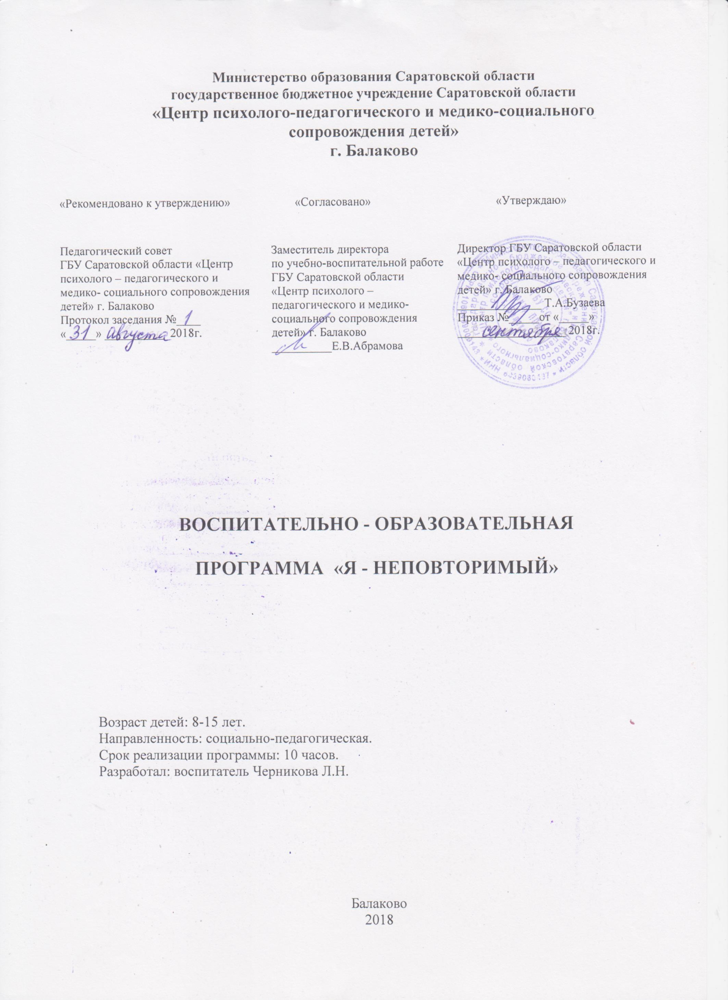 Министерство образования Саратовской области
государственное бюджетное учреждение Саратовской области
«Центр психолого-педагогического и медико-социального
сопровождения детей»
г. Балаково
«Рекомендовано к утверждению»
«Согласовано»
«Утверждаю»
Педагогический совет
ГБУ Саратовской области «Центр
психолого – педагогического и
медико- социального сопровождения
детей» г. Балаково
Протокол заседания № 1
«31» августа 2018г.
Заместитель директора
по учебно-воспитательной работе
ГБУ Саратовской области
«Центр психолого –
педагогического и медико-
социального сопровождения
детей» г. Балаково
____________Е.В.Абрамова
Директор ГБУ Саратовской области
«Центр психолого – педагогического и
медико- социального сопровождения
детей» г. Балаково
_________________Т.А.Бузаева
Приказ №______от «______»
сентября 2018г.
ВОСПИТАТЕЛЬНО - ОБРАЗОВАТЕЛЬНАЯ
ПРОГРАММА «Я - НЕПОВТОРИМЫЙ»
Возраст детей: 8-15 лет.
Направленность: социально-педагогическая.
Срок реализации программы: 10 часов.
Разработал: воспитатель Черникова Л.Н.
Балаково
2018